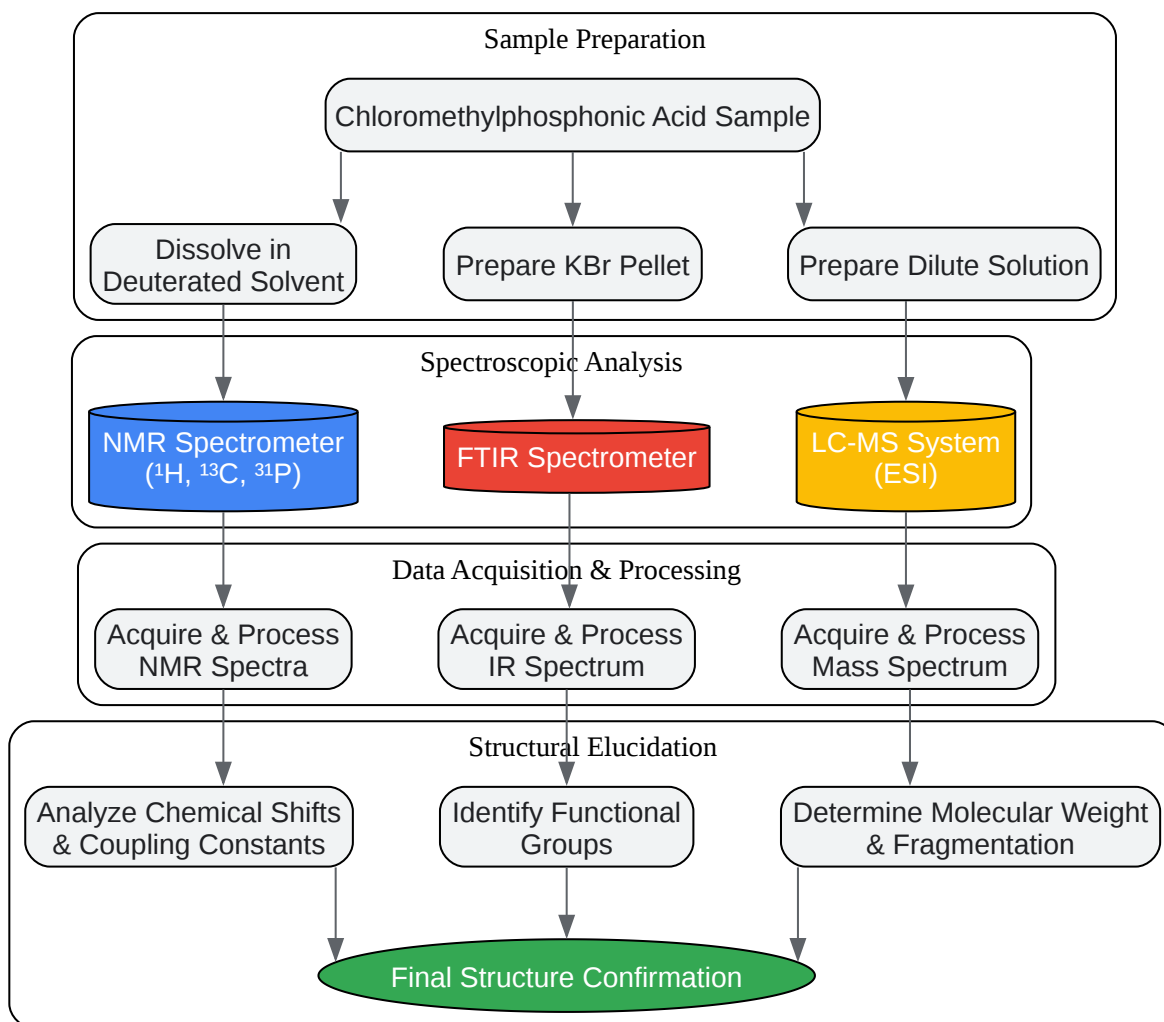 Sample Preparation
Chloromethylphosphonic Acid Sample
Dissolve in
Deuterated Solvent
Prepare KBr Pellet
Prepare Dilute Solution
Spectroscopic Analysis
NMR Spectrometer
(¹H, ¹³C, ³¹P)
FTIR Spectrometer
LC-MS System
(ESI)
Data Acquisition & Processing
Acquire & Process
NMR Spectra
Acquire & Process
IR Spectrum
Acquire & Process
Mass Spectrum
Structural Elucidation
Analyze Chemical Shifts
& Coupling Constants
Identify Functional
Groups
Determine Molecular Weight
& Fragmentation
Final Structure Confirmation